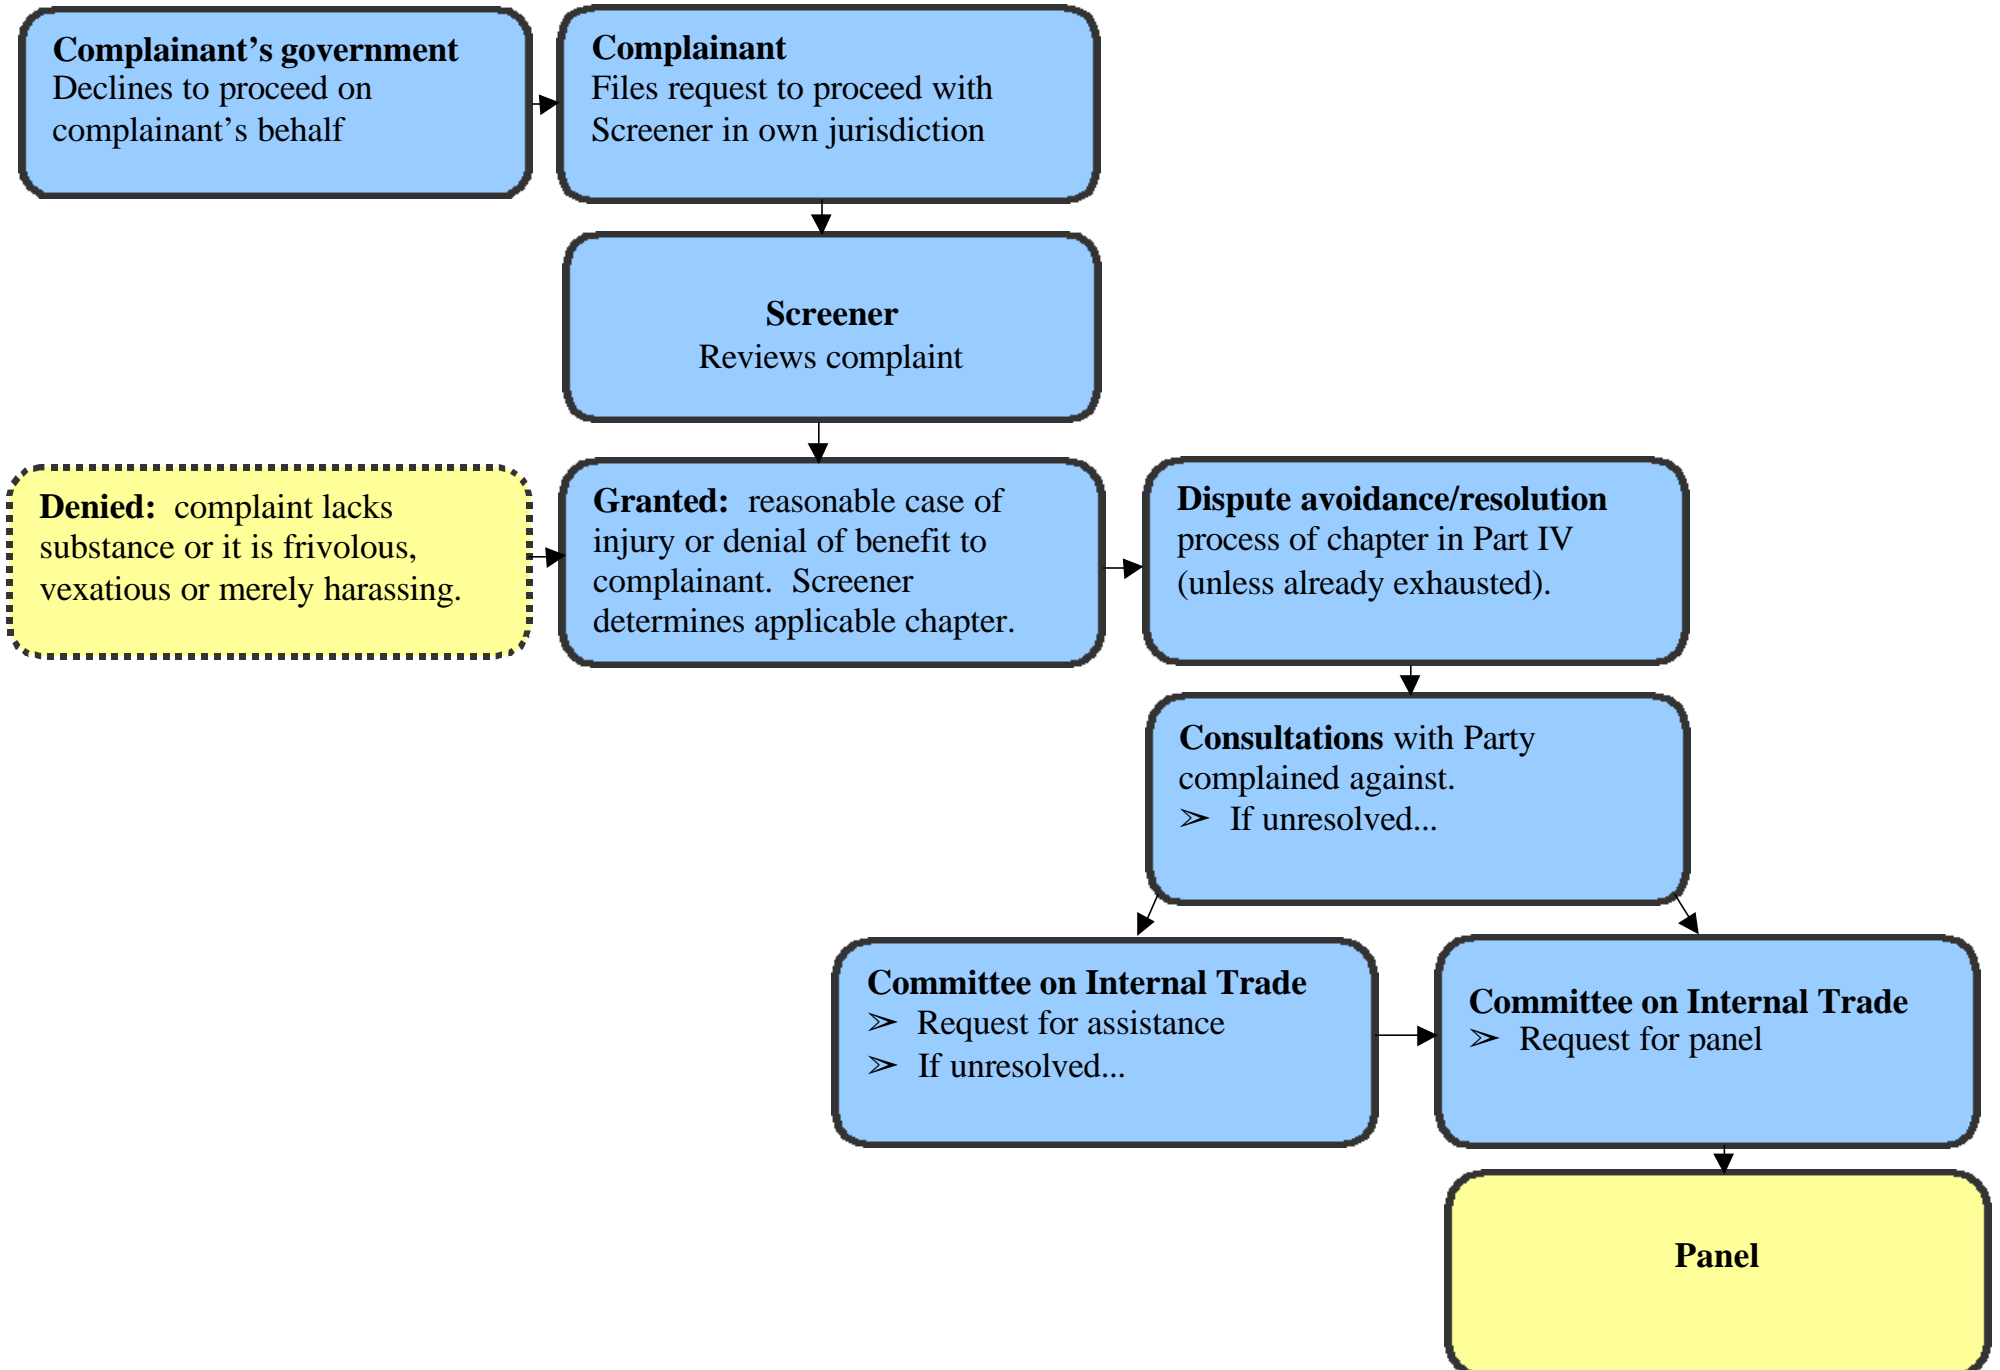 Complainant’s government
Declines to proceed on
complainant’s behalf
Complainant
Files request to proceed with
Screener in own jurisdiction
Screener
Reviews complaint
Denied:  complaint lacks
substance or it is frivolous,
vexatious or merely harassing.
Granted:  reasonable case of
injury or denial of benefit to
complainant.  Screener
determines applicable chapter.
Dispute avoidance/resolution
process of chapter in Part IV
(unless already exhausted).
Consultations with Party
complained against.
➢ If unresolved...
Committee on Internal Trade
➢ Request for assistance
➢ If unresolved...
Committee on Internal Trade
➢ Request for panel
Panel